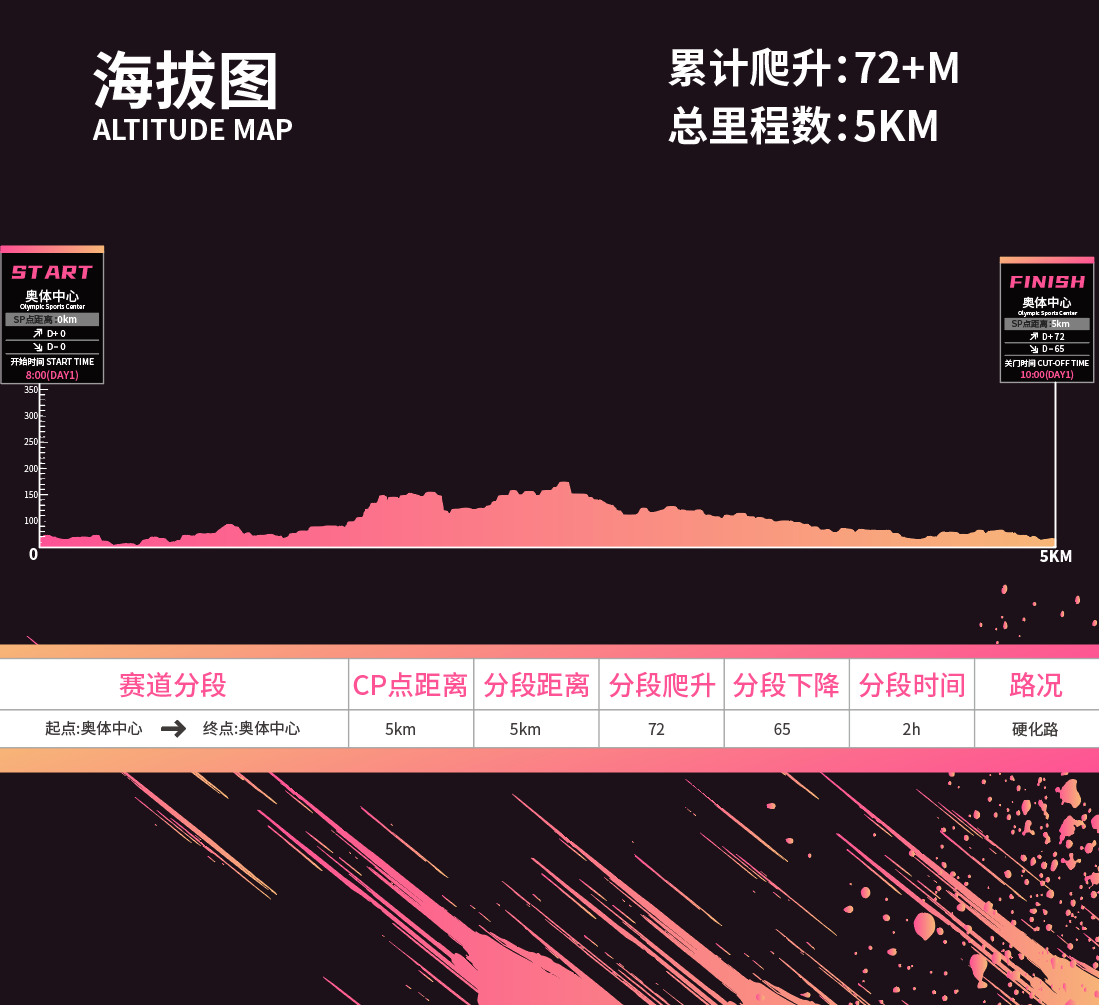 海拔图
ALTITUDE MAP
累计爬升:72+M
总里程数:5KM
START
奥体中心
Olympic Sports Center
SP点距离:0km
D+ 0
D- 0
开始时间 START TIME
8:00(DAY1)
FINISH
奥体中心
Olympic Sports Center
SP点距离:5km
D+72
D-65
关门时间 CUT-OFF TIME
10:00(DAY1)
350
300
250
200
150
100
0
5KM
赛道分段 CP点距离 分段距离 分段爬升 分段下降 分段时间 路况
起点:奥体中心 → 终点:奥体中心 5km 5km 72 65 2h 硬化路